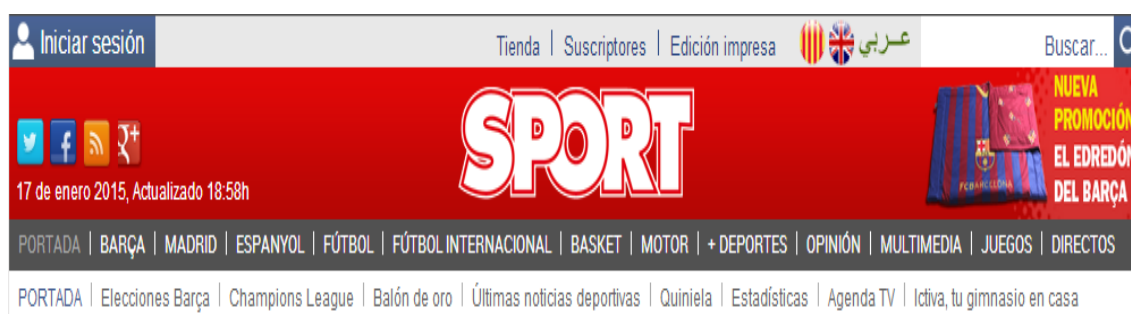 Iniciar sesión
Tienda | Suscriptores | Edición impresa
عربي
Buscar...
SPORT
17 de enero 2015, Actualizado 18:58h
NUEVA
PROMOCIÓN
EL EDREDÓN
DEL BARÇA
FCBARCELONA
PORTADA | BARÇA | MADRID | ESPANYOL | FÚTBOL | FÚTBOL INTERNACIONAL | BASKET | MOTOR | + DEPORTES | OPINIÓN | MULTIMEDIA | JUEGOS | DIRECTOS
PORTADA | Elecciones Barça | Champions League | Balón de oro | Últimas noticias deportivas | Quiniela | Estadísticas | Agenda TV | Ictiva, tu gimnasio en casa